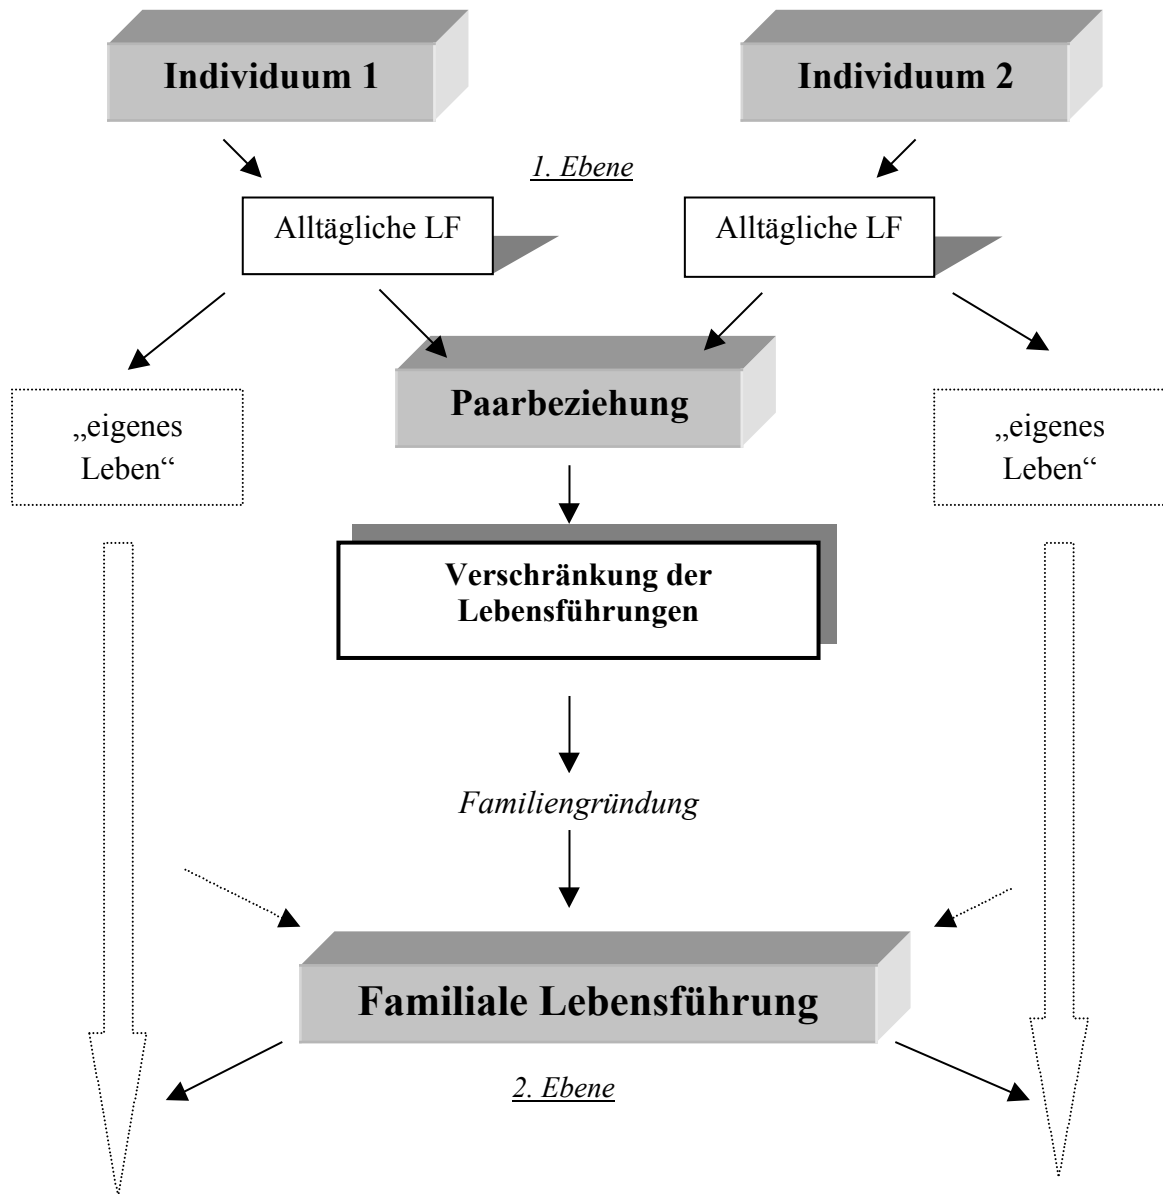 Individuum 1
Individuum 2
1. Ebene
Alltägliche LF
Alltägliche LF
Paarbeziehung
„eigenes
Leben“
„eigenes
Leben“
Verschränkung der
Lebensführungen
Familiengründung
Familiale Lebensführung
2. Ebene